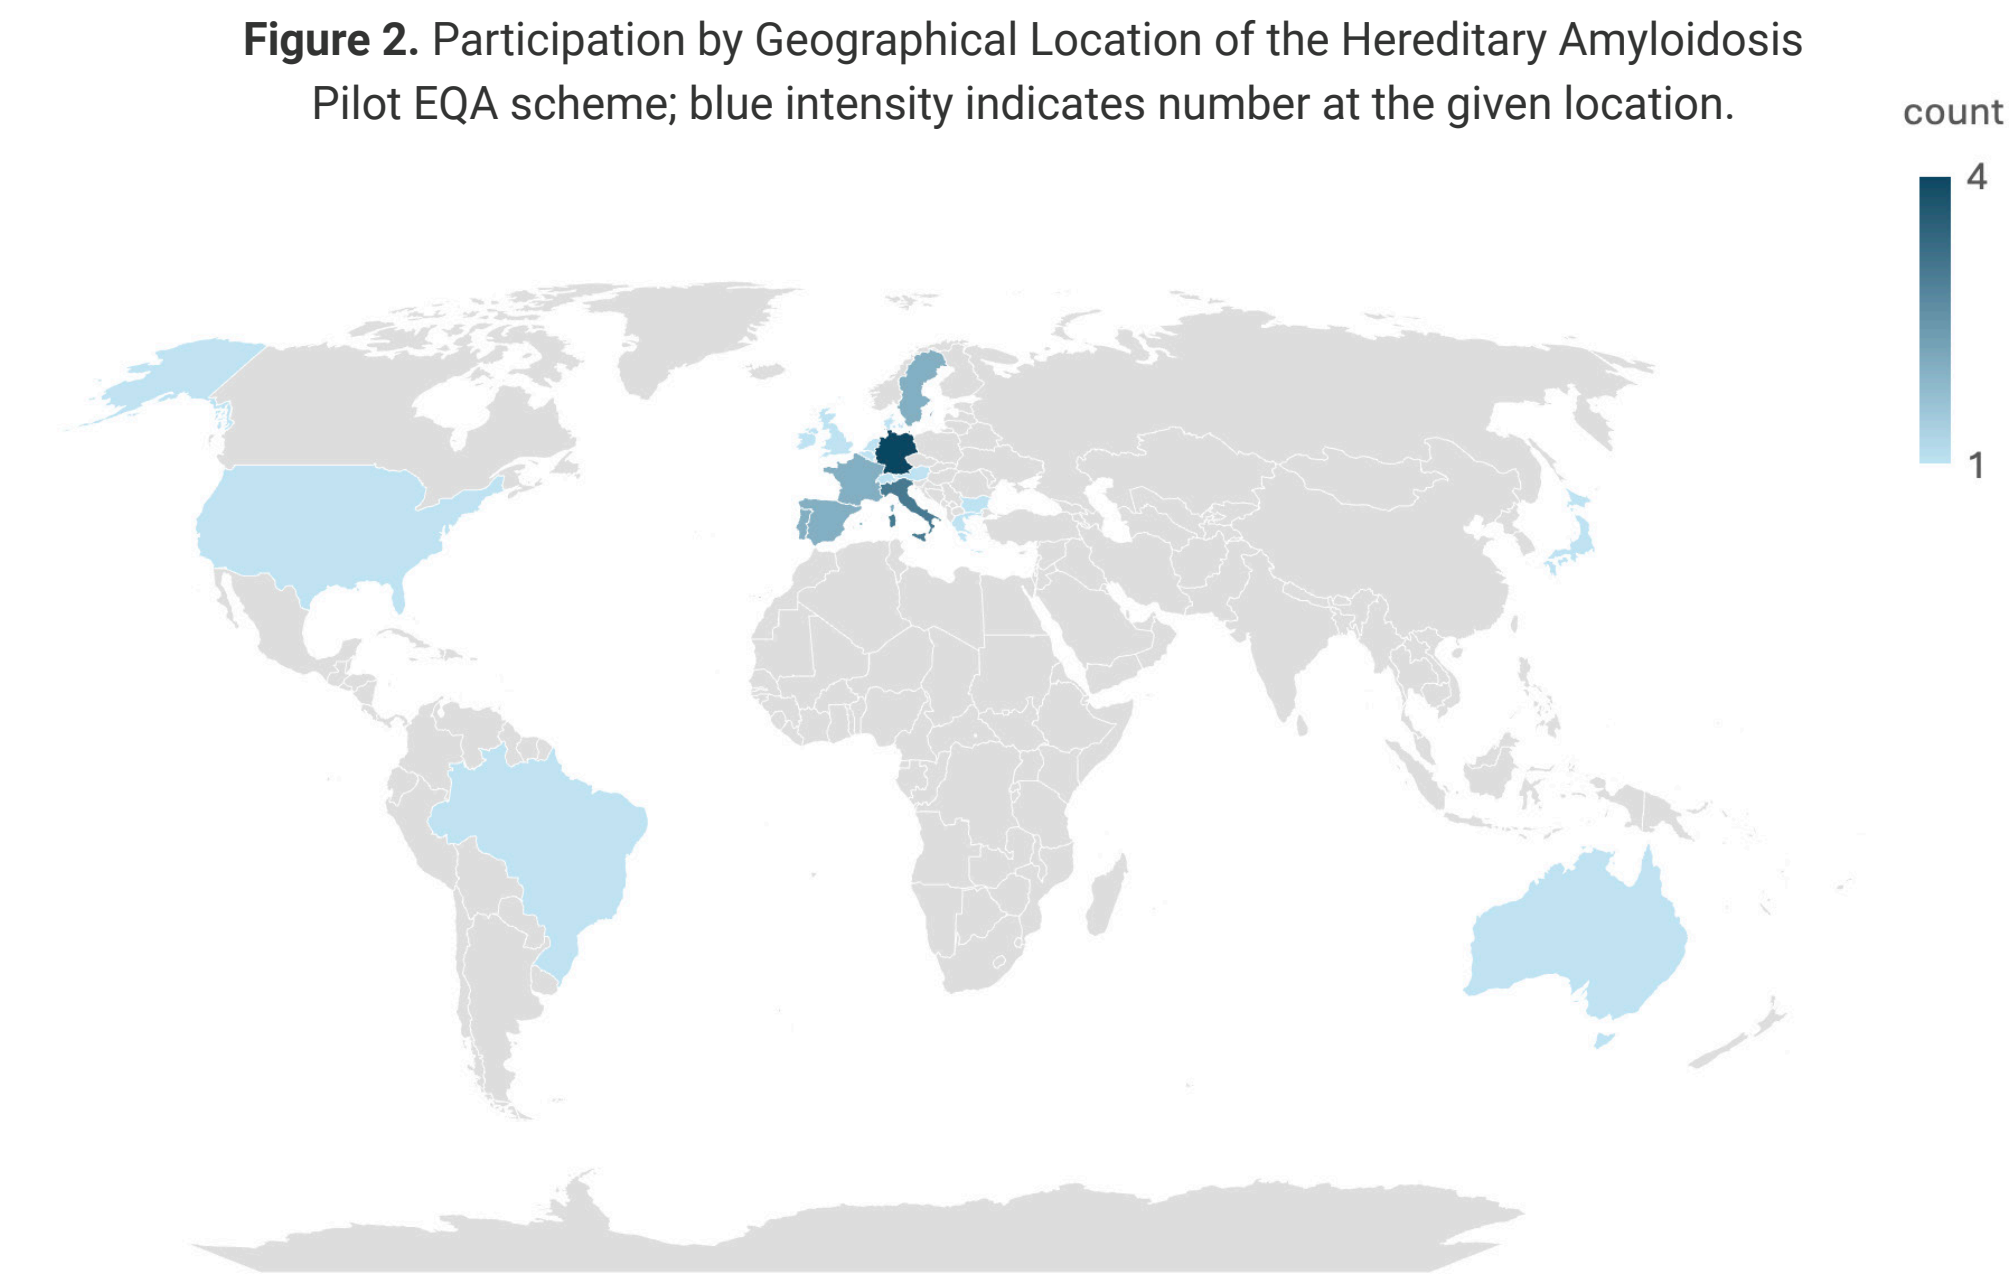 Figure 2. Participation by Geographical Location of the Hereditary Amyloidosis
Pilot EQA scheme; blue intensity indicates number at the given location.
count
4
1